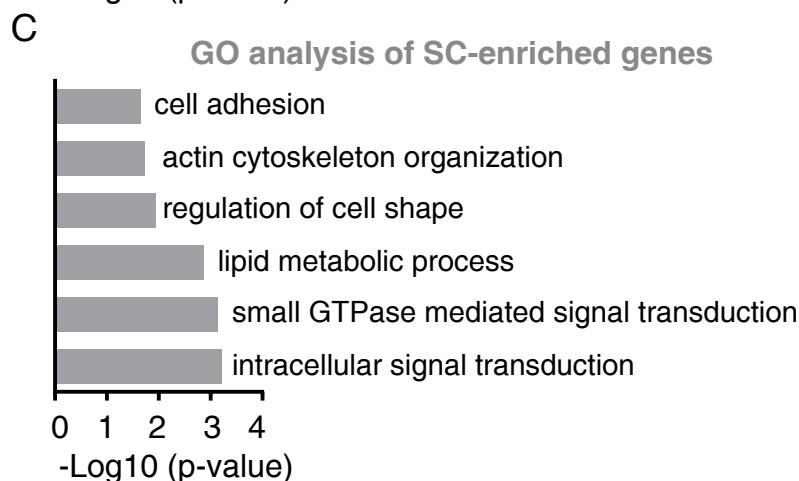 C
GO analysis of SC-enriched genes
cell adhesion
actin cytoskeleton organization
regulation of cell shape
lipid metabolic process
small GTPase mediated signal transduction
intracellular signal transduction
0 1 2 3 4
-Log10 (p-value)